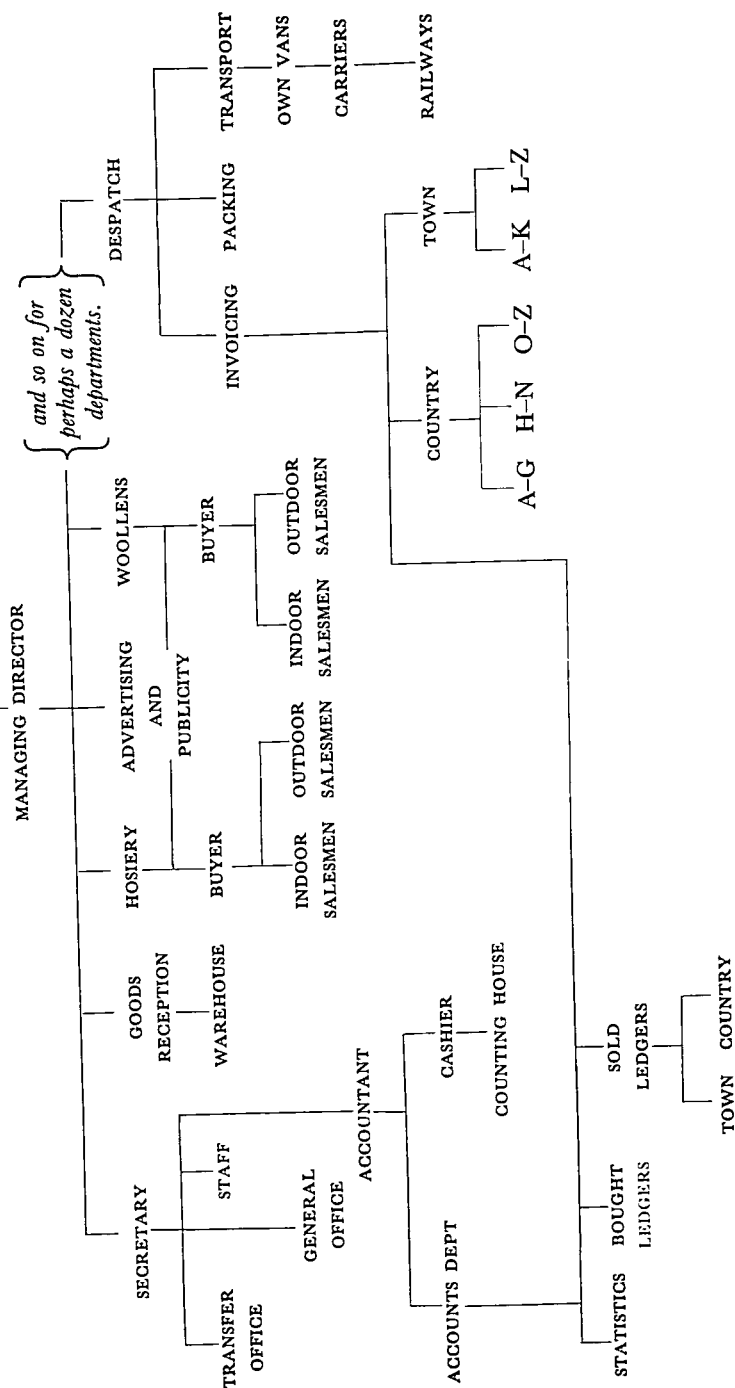 MANAGING DIRECTOR
and so on for
perhaps a dozen
departments.
SECRETARY
GOODS
RECEPTION
HOSIERY
ADVERTISING
AND
PUBLICITY
WOOLLENS
DESPATCH
TRANSFER
OFFICE
STAFF
GENERAL
OFFICE
WAREHOUSE
BUYER
BUYER
INVOICING
PACKING
TRANSPORT
OWN VANS
CARRIERS
RAILWAYS
INDOOR
SALESMEN
OUTDOOR
SALESMEN
INDOOR
SALESMEN
OUTDOOR
SALESMEN
ACCOUNTANT
ACCOUNTS DEPT
CASHIER
COUNTING HOUSE
COUNTRY
TOWN
A–G H–N O–Z
A–K L–Z
STATISTICS
BOUGHT
LEDGERS
SOLD
LEDGERS
TOWN COUNTRY